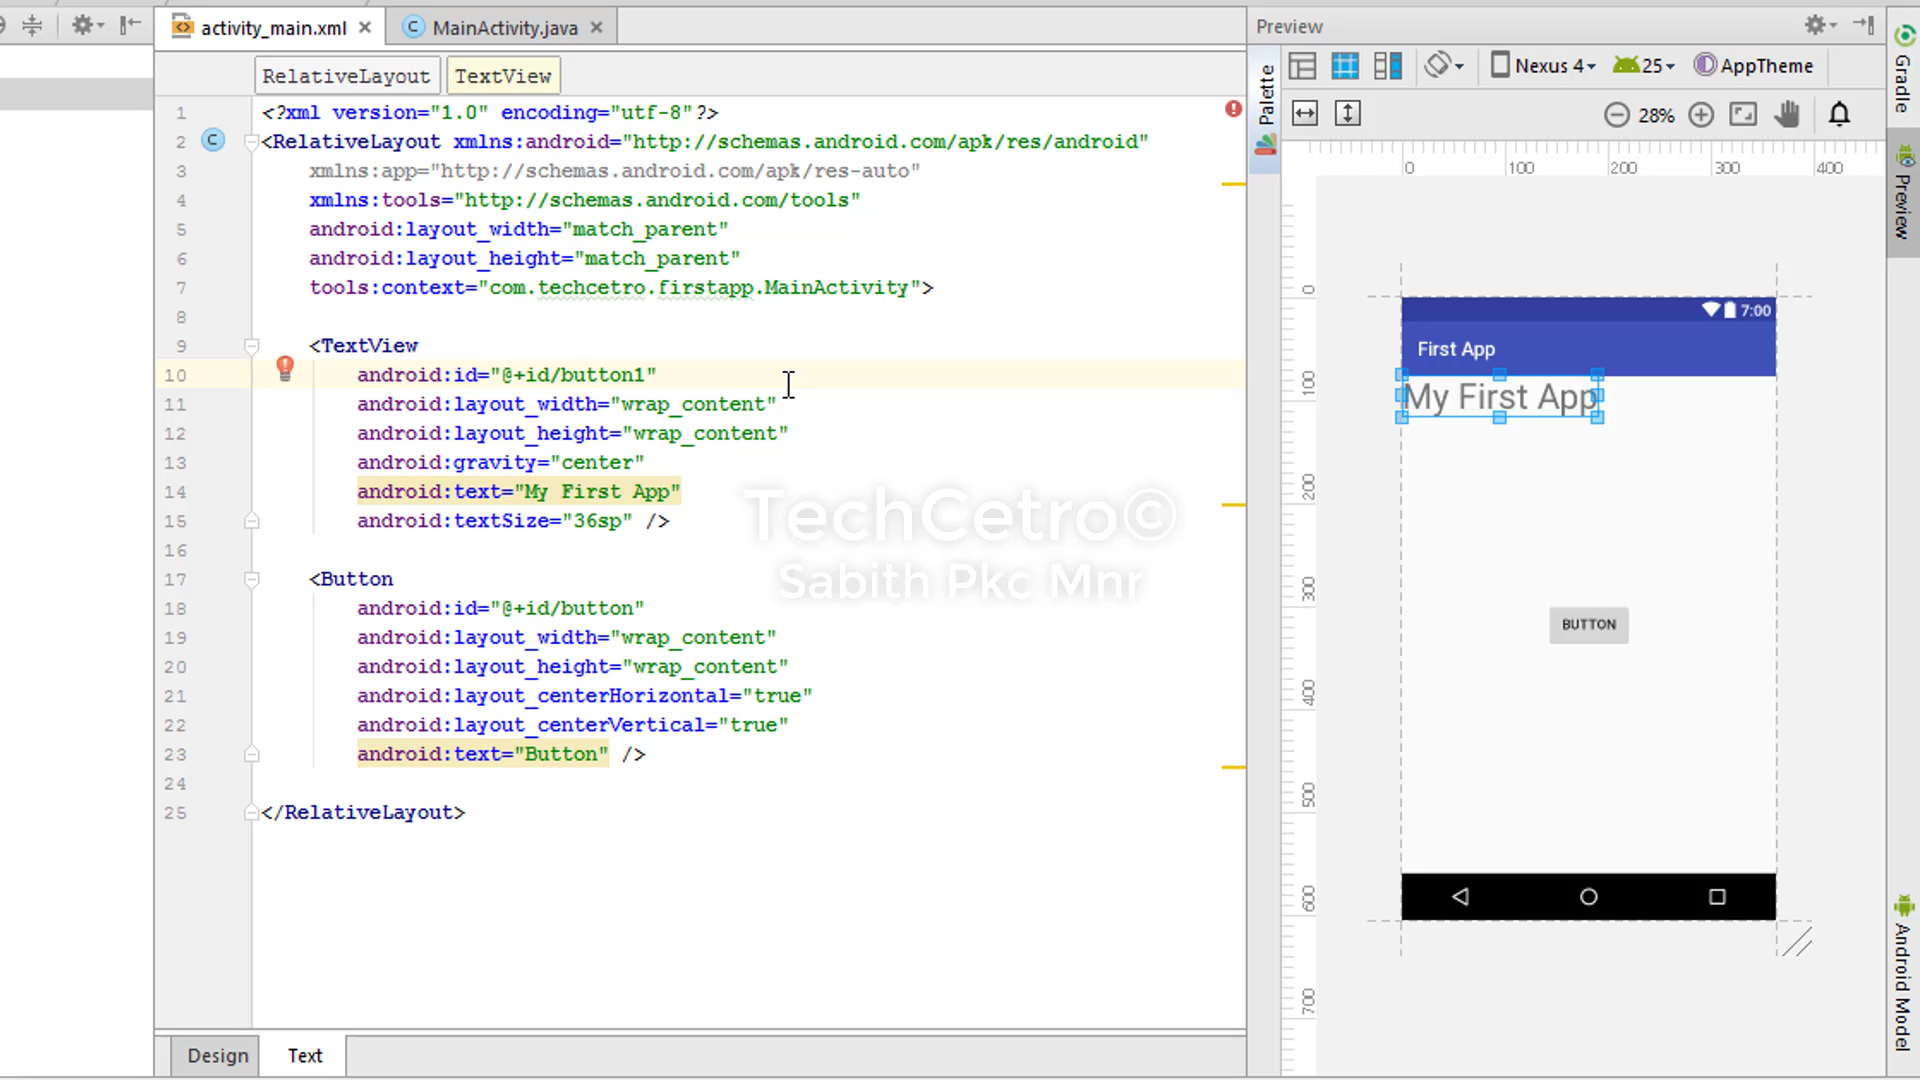 activity_main.xml
MainActivity.java
Preview
RelativeLayout
TextView
Nexus 4
25
AppTheme
28%
Palette
Gradle
Preview
Android Model
1 <?xml version="1.0" encoding="utf-8"?>
2 <RelativeLayout xmlns:android="http://schemas.android.com/apk/res/android"
3 xmlns:app="http://schemas.android.com/apk/res-auto"
4 xmlns:tools="http://schemas.android.com/tools"
5 android:layout_width="match_parent"
6 android:layout_height="match_parent"
7 tools:context="com.techcetro.firstapp.MainActivity">
8
9 <TextView
10 android:id="@+id/button1"
11 android:layout_width="wrap_content"
12 android:layout_height="wrap_content"
13 android:gravity="center"
14 android:text="My First App"
15 android:textSize="36sp" />
16
17 <Button
18 android:id="@+id/button"
19 android:layout_width="wrap_content"
20 android:layout_height="wrap_content"
21 android:layout_centerHorizontal="true"
22 android:layout_centerVertical="true"
23 android:text="Button" />
24
25 </RelativeLayout>
TechCetro©
Sabith Pkc Mnr
0 100 200 300 400
0
100
200
300
400
500
600
700
7:00
First App
My First App
BUTTON
Design
Text